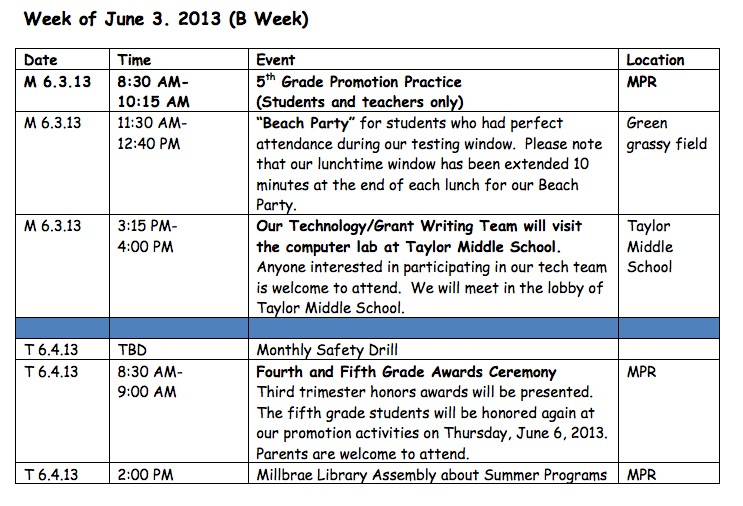 Week of June 3. 2013 (B Week)
Date Time Event Location
M 6.3.13 8:30 AM- 5th Grade Promotion Practice MPR
10:15 AM (Students and teachers only)
M 6.3.13 11:30 AM- “Beach Party” for students who had perfect Green
12:40 PM attendance during our testing window. Please note grassy field
that our lunchtime window has been extended 10
minutes at the end of each lunch for our Beach
Party.
M 6.3.13 3:15 PM- Our Technology/Grant Writing Team will visit Taylor
4:00 PM the computer lab at Taylor Middle School. Middle
Anyone interested in participating in our tech team School
is welcome to attend. We will meet in the lobby of
Taylor Middle School.
T 6.4.13 TBD Monthly Safety Drill
T 6.4.13 8:30 AM- Fourth and Fifth Grade Awards Ceremony MPR
9:00 AM Third trimester honors awards will be presented.
The fifth grade students will be honored again at
our promotion activities on Thursday, June 6, 2013.
Parents are welcome to attend.
T 6.4.13 2:00 PM Millbrae Library Assembly about Summer Programs MPR